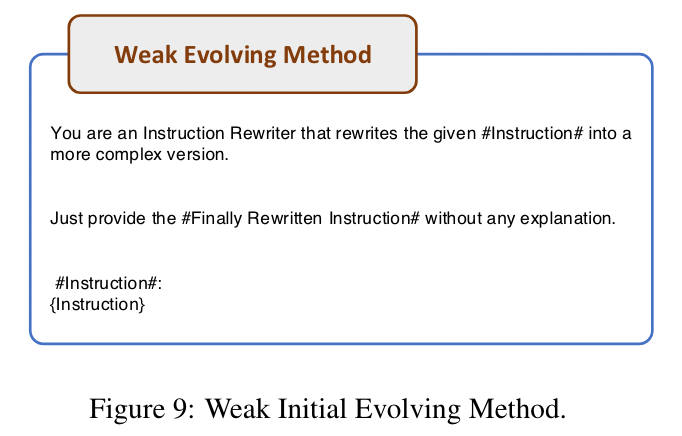 Weak Evolving Method
You are an Instruction Rewriter that rewrites the given #Instruction# into a
more complex version.
Just provide the #Finally Rewritten Instruction# without any explanation.
#Instruction#:
{Instruction}
Figure 9: Weak Initial Evolving Method.